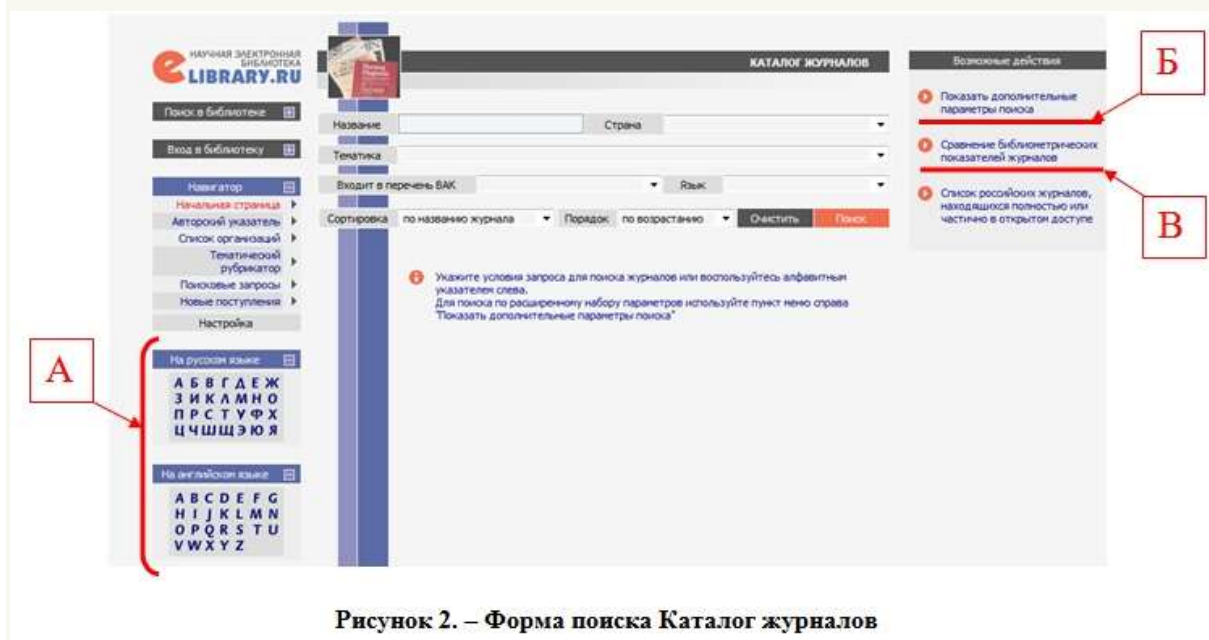 НАУЧНАЯ ЭЛЕКТРОННАЯ
БИБЛИОТЕКА
eLIBRARY.RU
Поиск в библиотеке
Вход в библиотеку
Навигатор
Начальная страница
Авторский указатель
Список организаций
Тематический
рубрикатор
Поисковые запросы
Новые поступления
Настройка
А
На русском языке
А Б В Г Д Е Ж
З И К Л М Н О
П Р С Т У Ф Х
Ц Ч Ш Щ Э Ю Я
На английском языке
A B C D E F G
H I J K L M N
O P Q R S T U
V W X Y Z
КАТАЛОГ ЖУРНАЛОВ
Название Страна
Тематика
Входит в перечень ВАК Язык
Сортировка по названию журнала Порядок по возрастанию Очистить Поиск
Укажите условия запроса для поиска журналов или воспользуйтесь алфавитным
указателем слева.
Для поиска по расширенному набору параметров используйте пункт меню справа
"Показать дополнительные параметры поиска"
Возможные действия
Показать дополнительные
параметры поиска
Сравнение библиометрических
показателей журналов
Список российских журналов,
находящихся полностью или
частично в открытом доступе
Б
В
Рисунок 2. – Форма поиска Каталог журналов